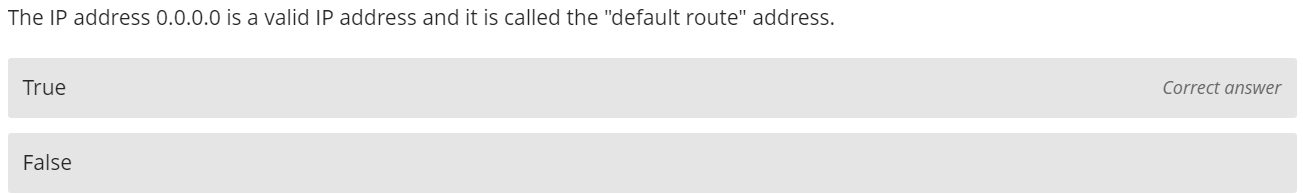 The IP address 0.0.0.0 is a valid IP address and it is called the "default route" address.
True
Correct answer
False